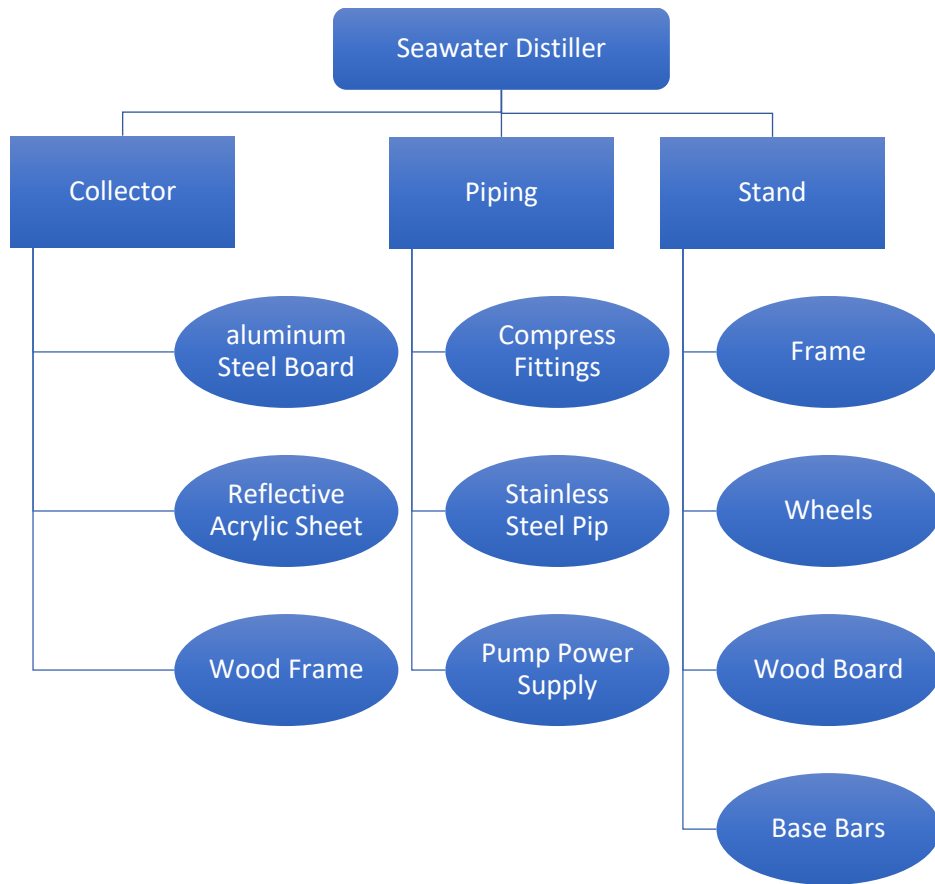 Seawater Distiller
Collector
Piping
Stand
aluminum
Steel Board
Compress
Fittings
Frame
Reflective
Acrylic Sheet
Stainless
Steel Pip
Wheels
Wood Frame
Pump Power
Supply
Wood Board
Base Bars